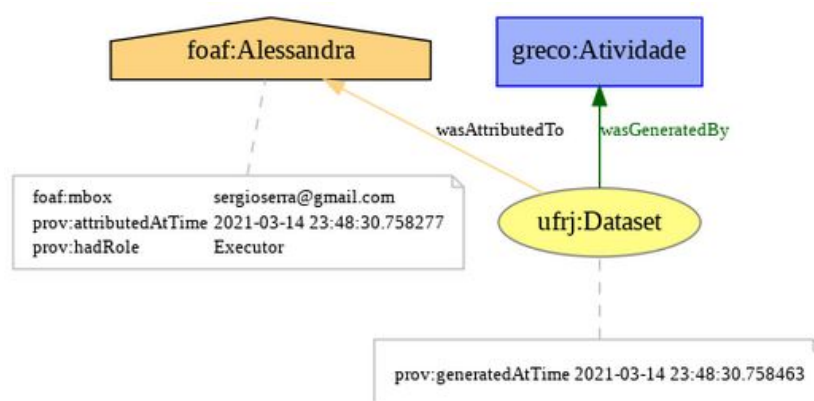 foaf:Alessandra
greco:Atividade
wasAttributedTo
wasGeneratedBy
foaf:mbox sergioserra@gmail.com
prov:attributedAtTime 2021-03-14 23:48:30.758277
prov:hadRole Executor
ufrj:Dataset
prov:generatedAtTime 2021-03-14 23:48:30.758463